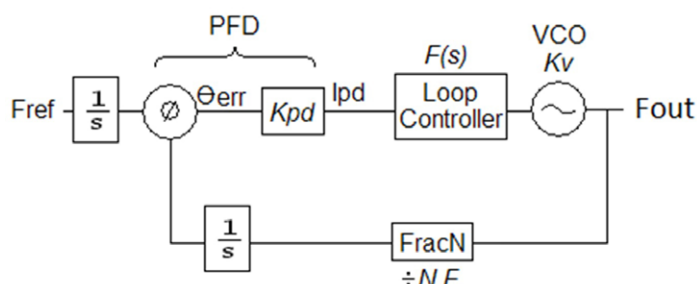 PFD
F(s)
VCO
Kv
Fref
1/s
Ø
Θerr
Kpd
Ipd
Loop
Controller
Fout
1/s
FracN
÷N.F